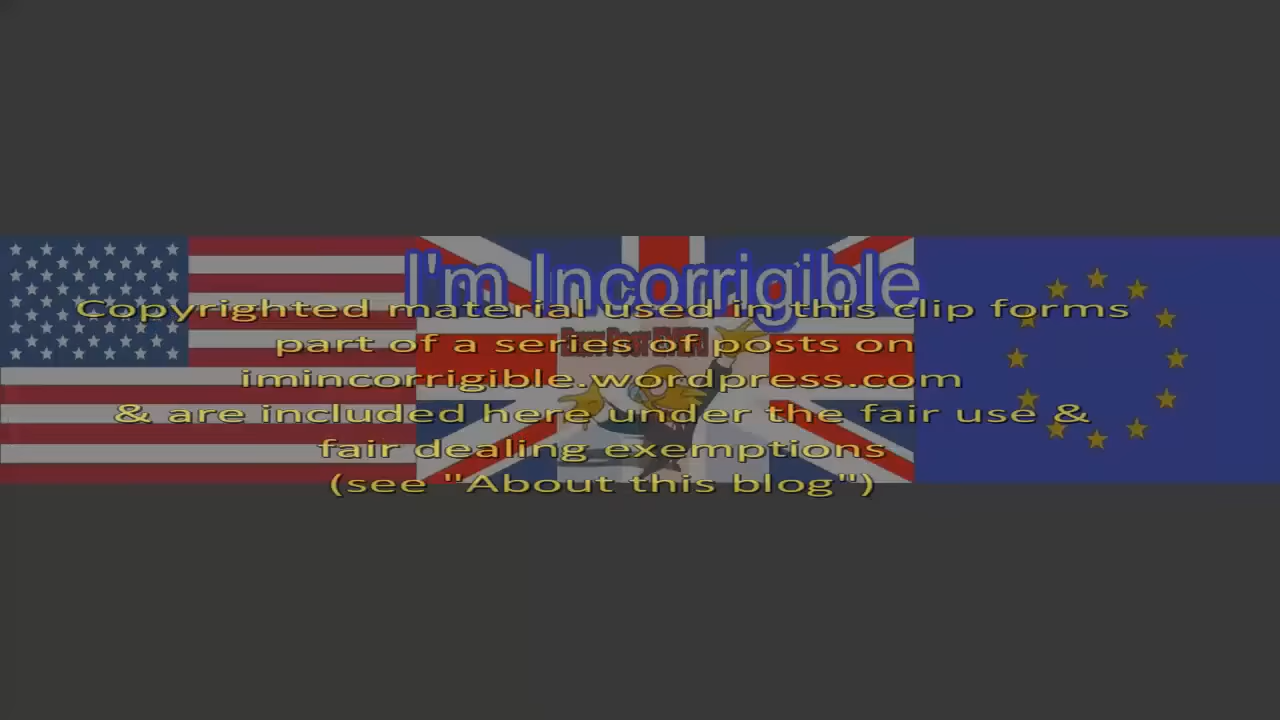 I'm Incorrigible
Copyrighted material used in this clip forms
part of a series of posts on
imincorrigible.wordpress.com
& are included here under the fair use &
fair dealing exemptions
(see "About this blog")